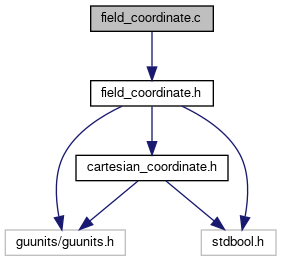 field_coordinate.c
field_coordinate.h
cartesian_coordinate.h
guunits/guunits.h
stdbool.h